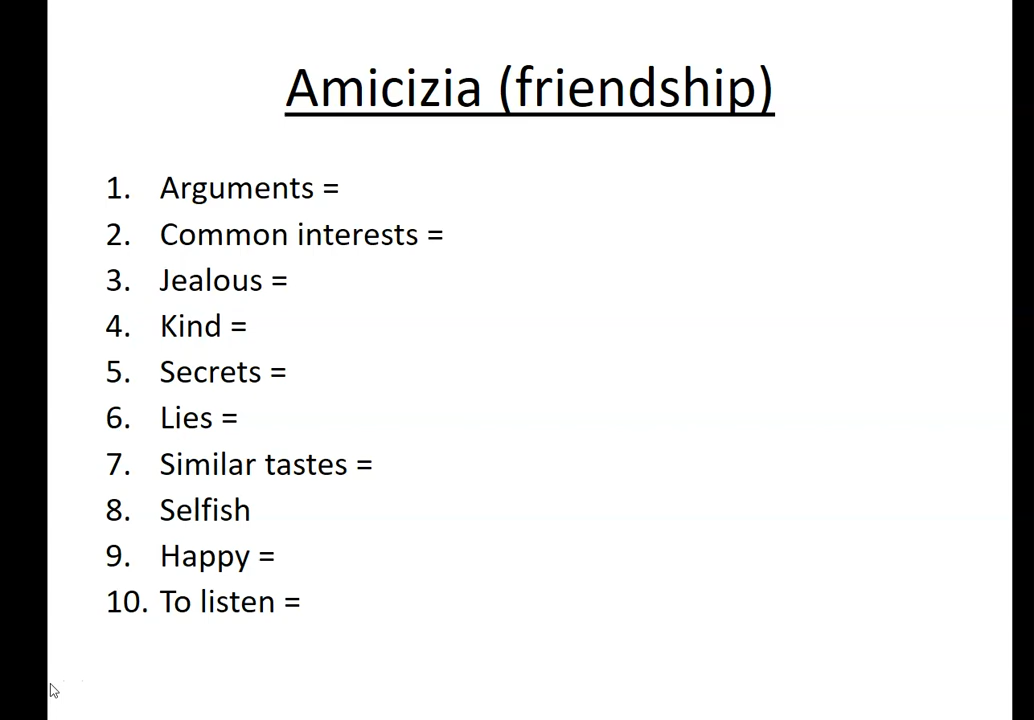 Amicizia (friendship)
1. Arguments =
2. Common interests =
3. Jealous =
4. Kind =
5. Secrets =
6. Lies =
7. Similar tastes =
8. Selfish
9. Happy =
10. To listen =